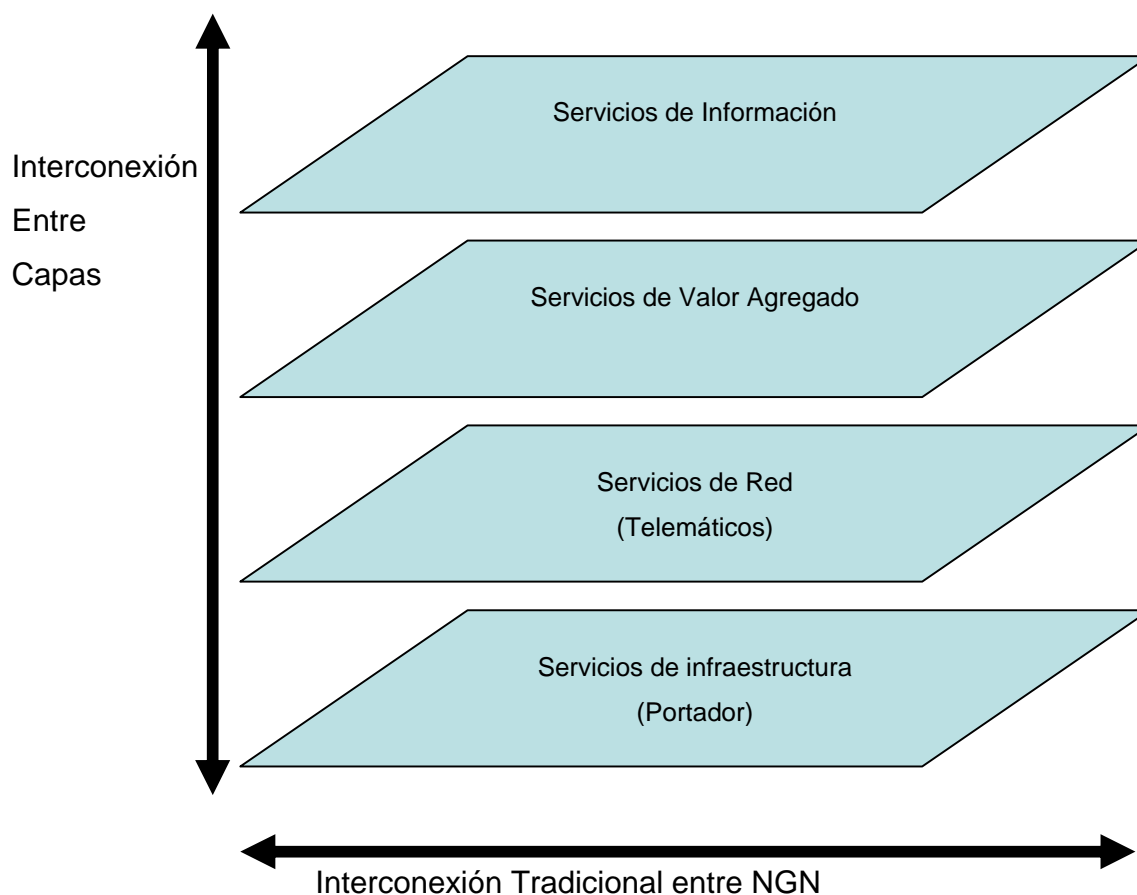 Servicios de Información
Interconexión
Entre
Capas
Servicios de Valor Agregado
Servicios de Red
(Telemáticos)
Servicios de infraestructura
(Portador)
Interconexión Tradicional entre NGN